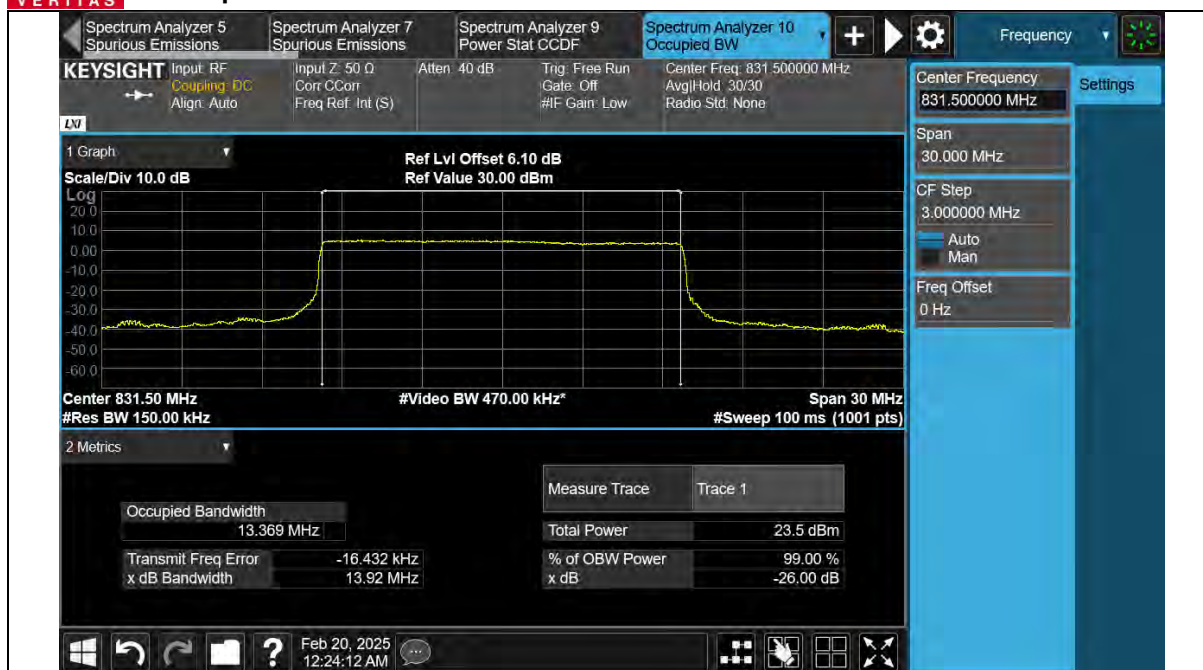 VERITAS
Spectrum Analyzer 5
Spurious Emissions
Spectrum Analyzer 7
Spurious Emissions
Spectrum Analyzer 9
Power Stat CCDF
Spectrum Analyzer 10
Occupied BW
Frequency
KEYSIGHT
Input: RF
Coupling: DC
Align: Auto
Input Z: 50 Ω
Corr CCorr
Freq Ref: Int (S)
Atten: 40 dB
Trig: Free Run
Gate: Off
#IF Gain: Low
Center Freq: 831.500000 MHz
Avg|Hold: 30/30
Radio Std: None
LXI
Center Frequency
831.500000 MHz
Settings
Span
30.000 MHz
CF Step
3.000000 MHz
Auto
Man
Freq Offset
0 Hz
1 Graph
Scale/Div 10.0 dB
Ref Lvl Offset 6.10 dB
Ref Value 30.00 dBm
Log
20.0
10.0
0.00
-10.0
-20.0
-30.0
-40.0
-50.0
-60.0
Center 831.50 MHz
#Res BW 150.00 kHz
#Video BW 470.00 kHz*
Span 30 MHz
#Sweep 100 ms (1001 pts)
2 Metrics
Measure Trace
Trace 1
Occupied Bandwidth
13.369 MHz
Total Power
23.5 dBm
Transmit Freq Error
-16.432 kHz
% of OBW Power
99.00 %
x dB Bandwidth
13.92 MHz
x dB
-26.00 dB
?
Feb 20, 2025
12:24:12 AM